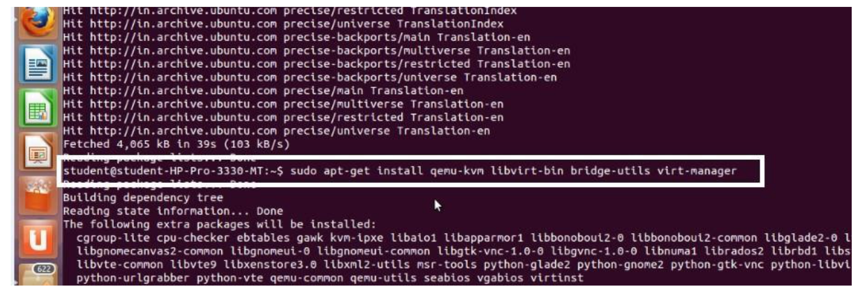 Hit http://in.archive.ubuntu.com precise/restricted TranslationIndex
Hit http://in.archive.ubuntu.com precise/universe TranslationIndex
Hit http://in.archive.ubuntu.com precise-backports/main Translation-en
Hit http://in.archive.ubuntu.com precise-backports/multiverse Translation-en
Hit http://in.archive.ubuntu.com precise-backports/restricted Translation-en
Hit http://in.archive.ubuntu.com precise-backports/universe Translation-en
Hit http://in.archive.ubuntu.com precise/main Translation-en
Hit http://in.archive.ubuntu.com precise/multiverse Translation-en
Hit http://in.archive.ubuntu.com precise/restricted Translation-en
Hit http://in.archive.ubuntu.com precise/universe Translation-en
Fetched 4,065 kB in 39s (103 kB/s)
Reading package lists... Done
student@student-HP-Pro-3330-MT:~$ sudo apt-get install qemu-kvm libvirt-bin bridge-utils virt-manager
Reading package lists... Done
Building dependency tree
Reading state information... Done
The following extra packages will be installed:
cgroup-lite cpu-checker ebtables gawk kvm-ipxe libaio1 libapparmor1 libbonoboui2-0 libbonoboui2-common libglade2-0 l
libgnomecanvas2-common libgnomeui-0 libgnomeui-common libgtk-vnc-1.0-0 libgvnc-1.0-0 libnuma1 librados2 librbd1 libs
libvte-common libvte9 libxenstore3.0 libxml2-utils msr-tools python-glade2 python-gnome2 python-gtk-vnc python-libvi
python-urlgrabber python-vte qemu-common qemu-utils seabios vgabios virtinst
622